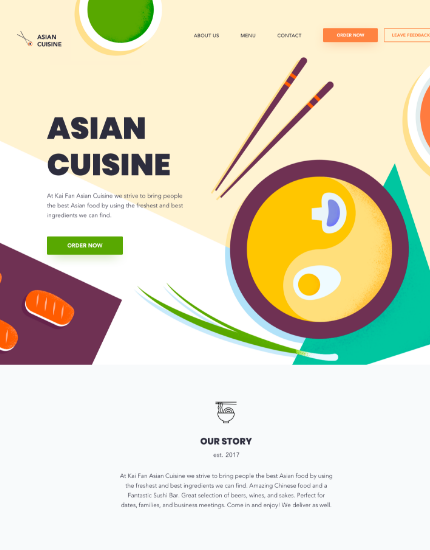 ASIAN
CUISINE
ABOUT US
MENU
CONTACT
ORDER NOW
LEAVE FEEDBACK
ASIAN
CUISINE
At Kai Fan Asian Cuisine we strive to bring people
the best Asian food by using the freshest and best
ingredients we can find.
ORDER NOW
OUR STORY
est. 2017
At Kai Fan Asian Cuisine we strive to bring people the best Asian food by using
the freshest and best ingredients we can find. Amazing Chinese food and a
Fantastic Sushi Bar. Great selection of beers, wines, and sakes. Perfect for
dates, families, and business meetings. Come in and enjoy! We deliver as well.